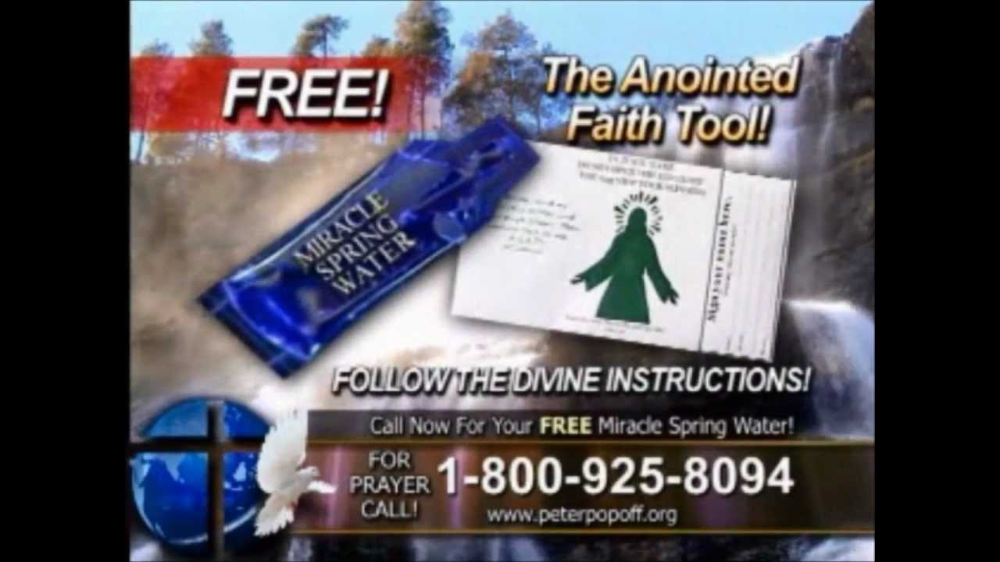 FREE!
The Anointed
Faith Tool!
MIRACLE
SPRING
WATER
FOLLOW THE DIVINE INSTRUCTIONS!
Call Now For Your FREE Miracle Spring Water!
FOR
PRAYER
CALL!
1-800-925-8094
www.peterpopoff.org